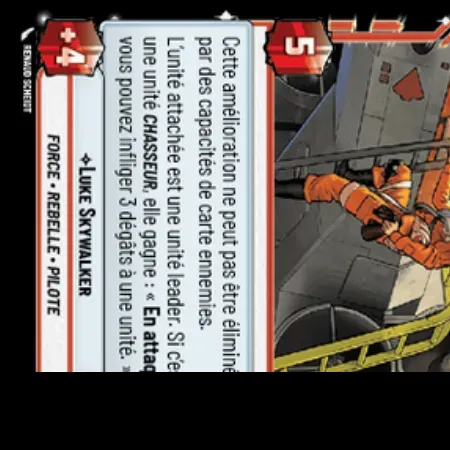 5
Cette amélioration ne peut pas être éliminé
par des capacités de carte ennemies.
L'unité attachée est une unité leader. Si c'es
une unité CHASSEUR, elle gagne : « En attaq
vous pouvez infliger 3 dégâts à une unité. »
+4
LUKE SKYWALKER
FORCE • REBELLE • PILOTE
RENAUD SCHEIDT